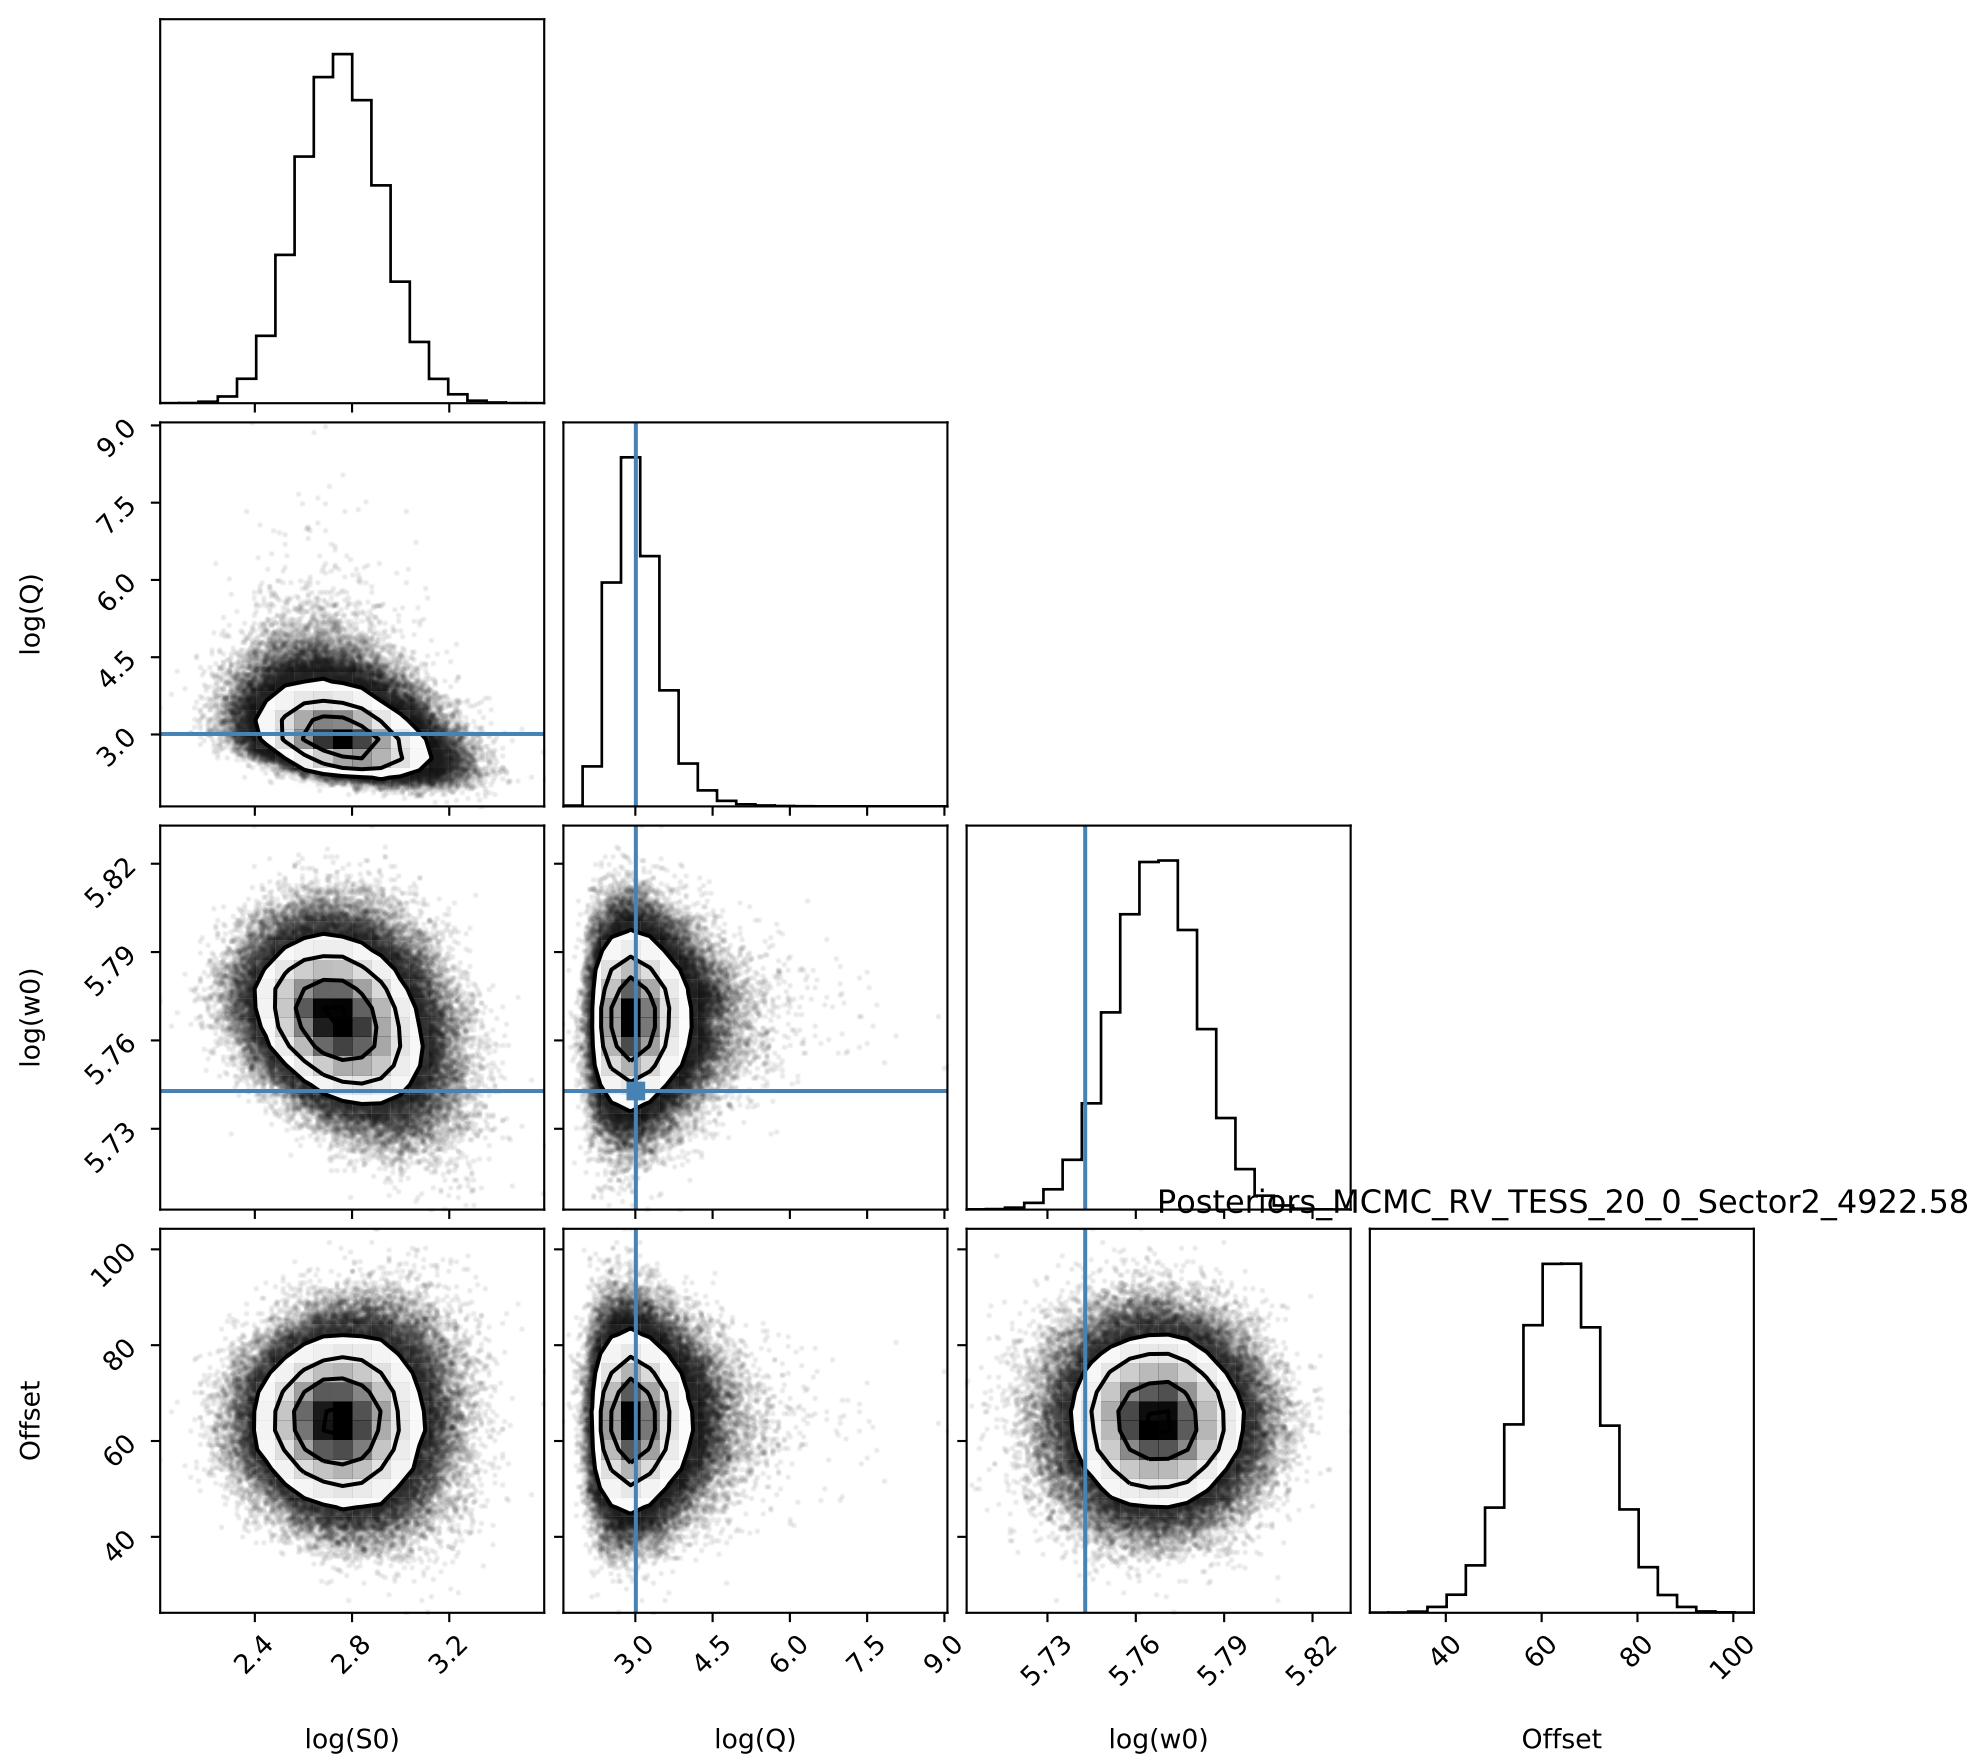 9.0
7.5
6.0
4.5
3.0
log(Q)
5.82
5.79
5.76
5.73
log(w0)
Posteriors_MCMC_RV_TESS_20_0_Sector2_4922.58
100
80
60
40
Offset
2.4 2.8 3.2
3.0 4.5 6.0 7.5 9.0
5.73 5.76 5.79 5.82
40 60 80 100
log(S0) log(Q) log(w0) Offset